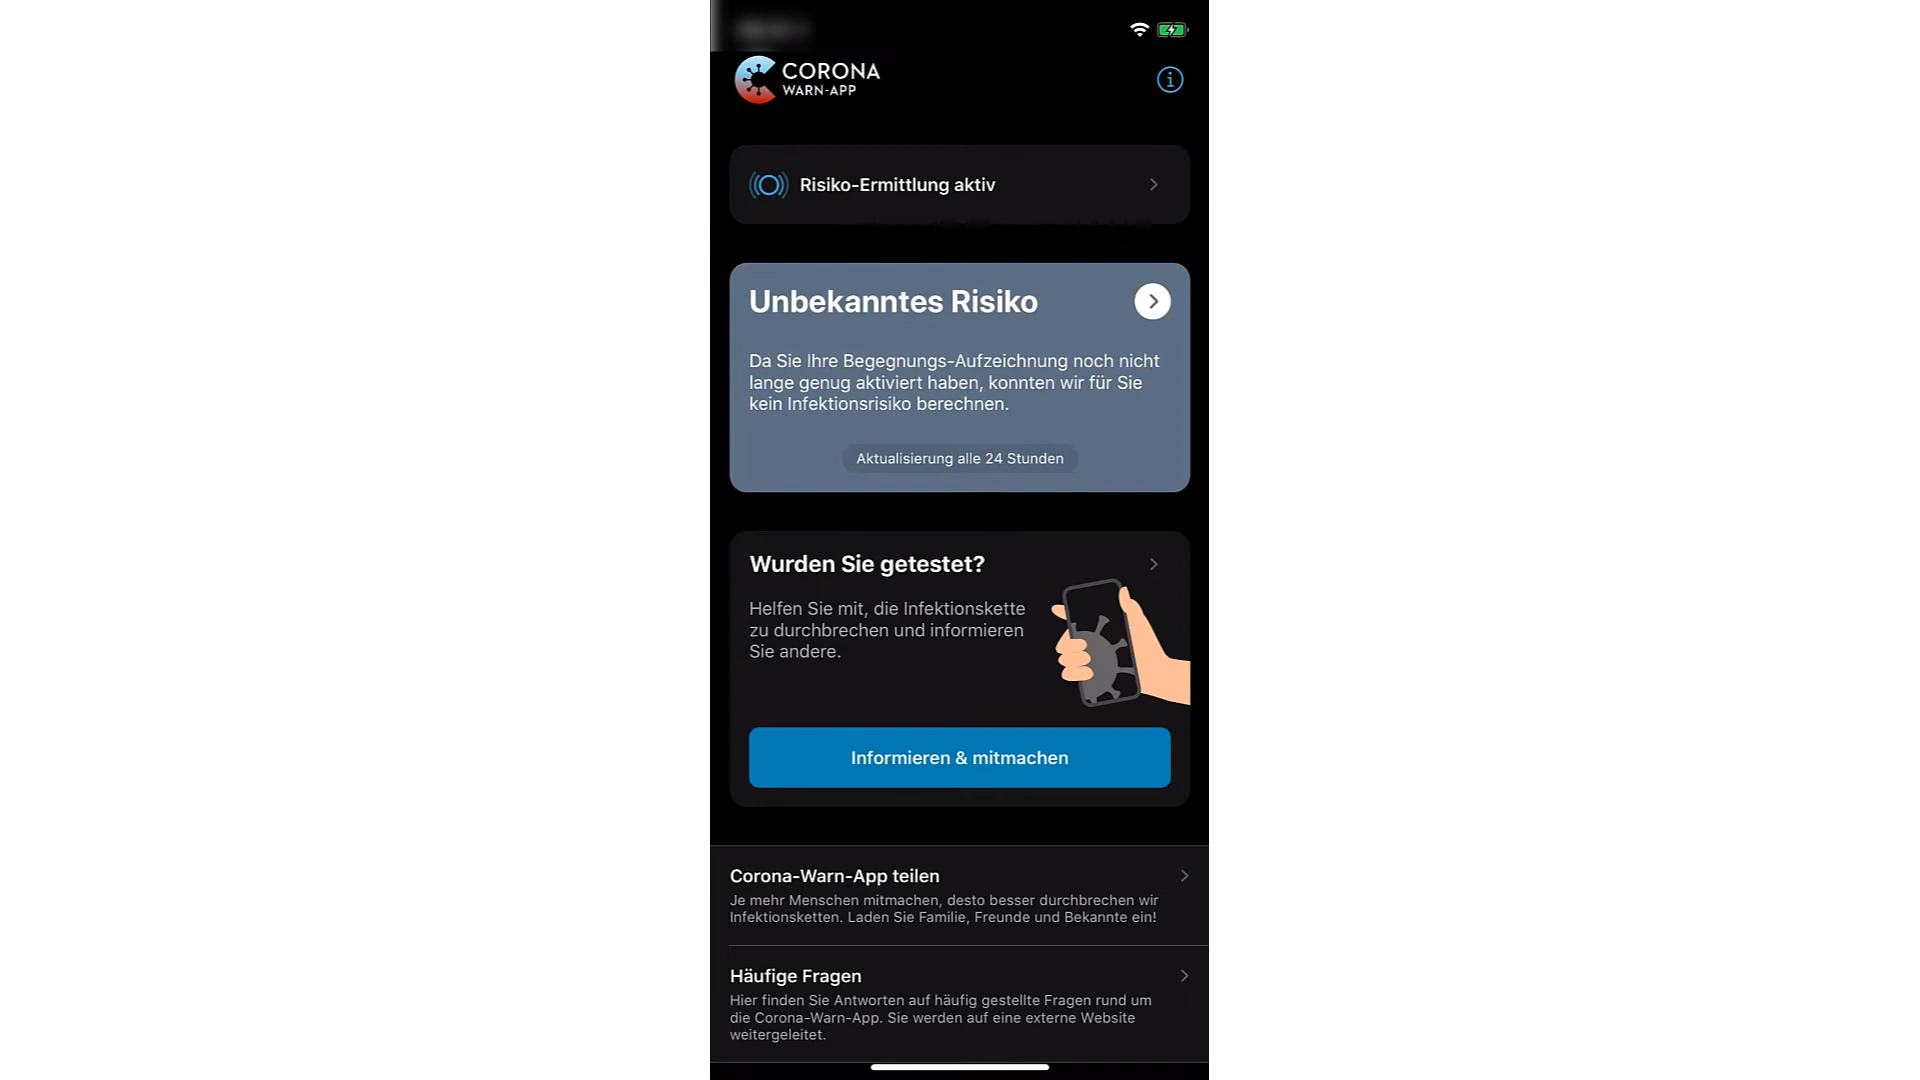 CORONA
WARN-APP
Risiko-Ermittlung aktiv
Unbekanntes Risiko
Da Sie Ihre Begegnungs-Aufzeichnung noch nicht
lange genug aktiviert haben, konnten wir für Sie
kein Infektionsrisiko berechnen.
Aktualisierung alle 24 Stunden
Wurden Sie getestet?
Helfen Sie mit, die Infektionskette
zu durchbrechen und informieren
Sie andere.
Informieren & mitmachen
Corona-Warn-App teilen
Je mehr Menschen mitmachen, desto besser durchbrechen wir
Infektionsketten. Laden Sie Familie, Freunde und Bekannte ein!
Häufige Fragen
Hier finden Sie Antworten auf häufig gestellte Fragen rund um
die Corona-Warn-App. Sie werden auf eine externe Website
weitergeleitet.